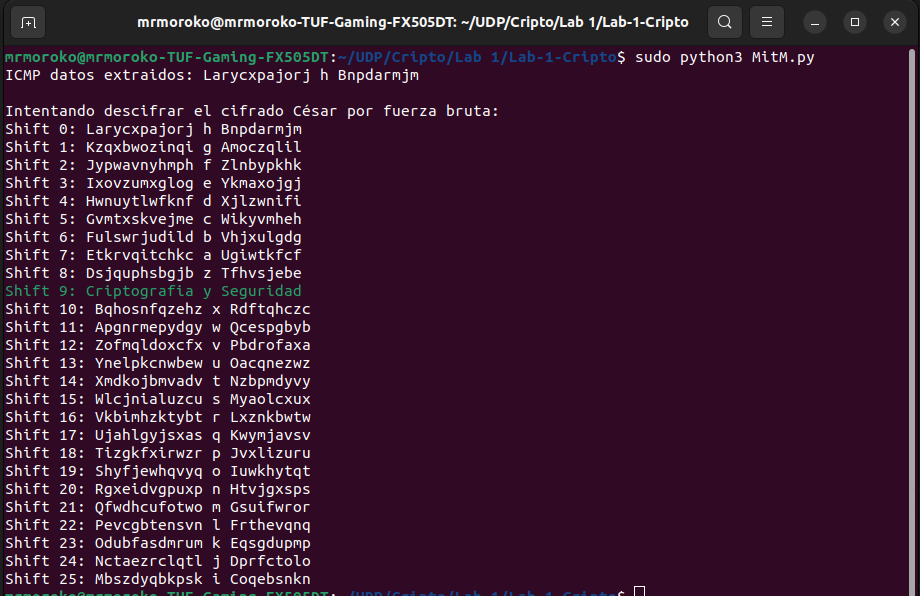 mrmoroko@mrmoroko-TUF-Gaming-FX505DT: ~/UDP/Cripto/Lab 1/Lab-1-Cripto
mrmoroko@mrmoroko-TUF-Gaming-FX505DT:~/UDP/Cripto/Lab 1/Lab-1-Cripto$ sudo python3 MitM.py
ICMP datos extraidos: Larycxpajorj h Bnpdarmjm
Intentando descifrar el cifrado César por fuerza bruta:
Shift 0: Larycxpajorj h Bnpdarmjm
Shift 1: Kzqxbwozinqi g Amoczqlil
Shift 2: Jypwavnyhmph f Zlnbypkhk
Shift 3: Ixovzumxglog e Ykmaxojgj
Shift 4: Hwnuytlwfknf d Xjlzwnifi
Shift 5: Gvmtxskvejme c Wikyvmheh
Shift 6: Fulswrjudild b Vhjxulgdg
Shift 7: Etkrvqitchkc a Ugiwtkfcf
Shift 8: Dsjquphsbgjb z Tfhvsjebe
Shift 9: Criptografia y Seguridad
Shift 10: Bqhosnfqzehz x Rdftqhczc
Shift 11: Apgnrmepydgy w Qcespgbyb
Shift 12: Zofmqldoxcfx v Pbdrofaxa
Shift 13: Ynelpkcnwbew u Oacqnezwz
Shift 14: Xmdkojbmvadv t Nzbpmdyvy
Shift 15: Wlcjnialuzcu s Myaolcxux
Shift 16: Vkbimhzktybt r Lxznkbwtw
Shift 17: Ujahlgyjsxas q Kwymjavsv
Shift 18: Tizgkfxirwzr p Jvxlizuru
Shift 19: Shyfjewhqvyq o Iuwkhytqt
Shift 20: Rgxeidvgpuxp n Htvjgxsps
Shift 21: Qfwdhcufotwo m Gsuifwror
Shift 22: Pevcgbtensvn l Frthevqnq
Shift 23: Odubfasdmrum k Eqsgdupmp
Shift 24: Nctaezrclqtl j Dprfctolo
Shift 25: Mbszdyqbkpsk i Coqebsnkn
mrmoroko@mrmoroko-TUF-Gaming-FX505DT:~/UDP/Cripto/Lab 1/Lab-1-Cripto$